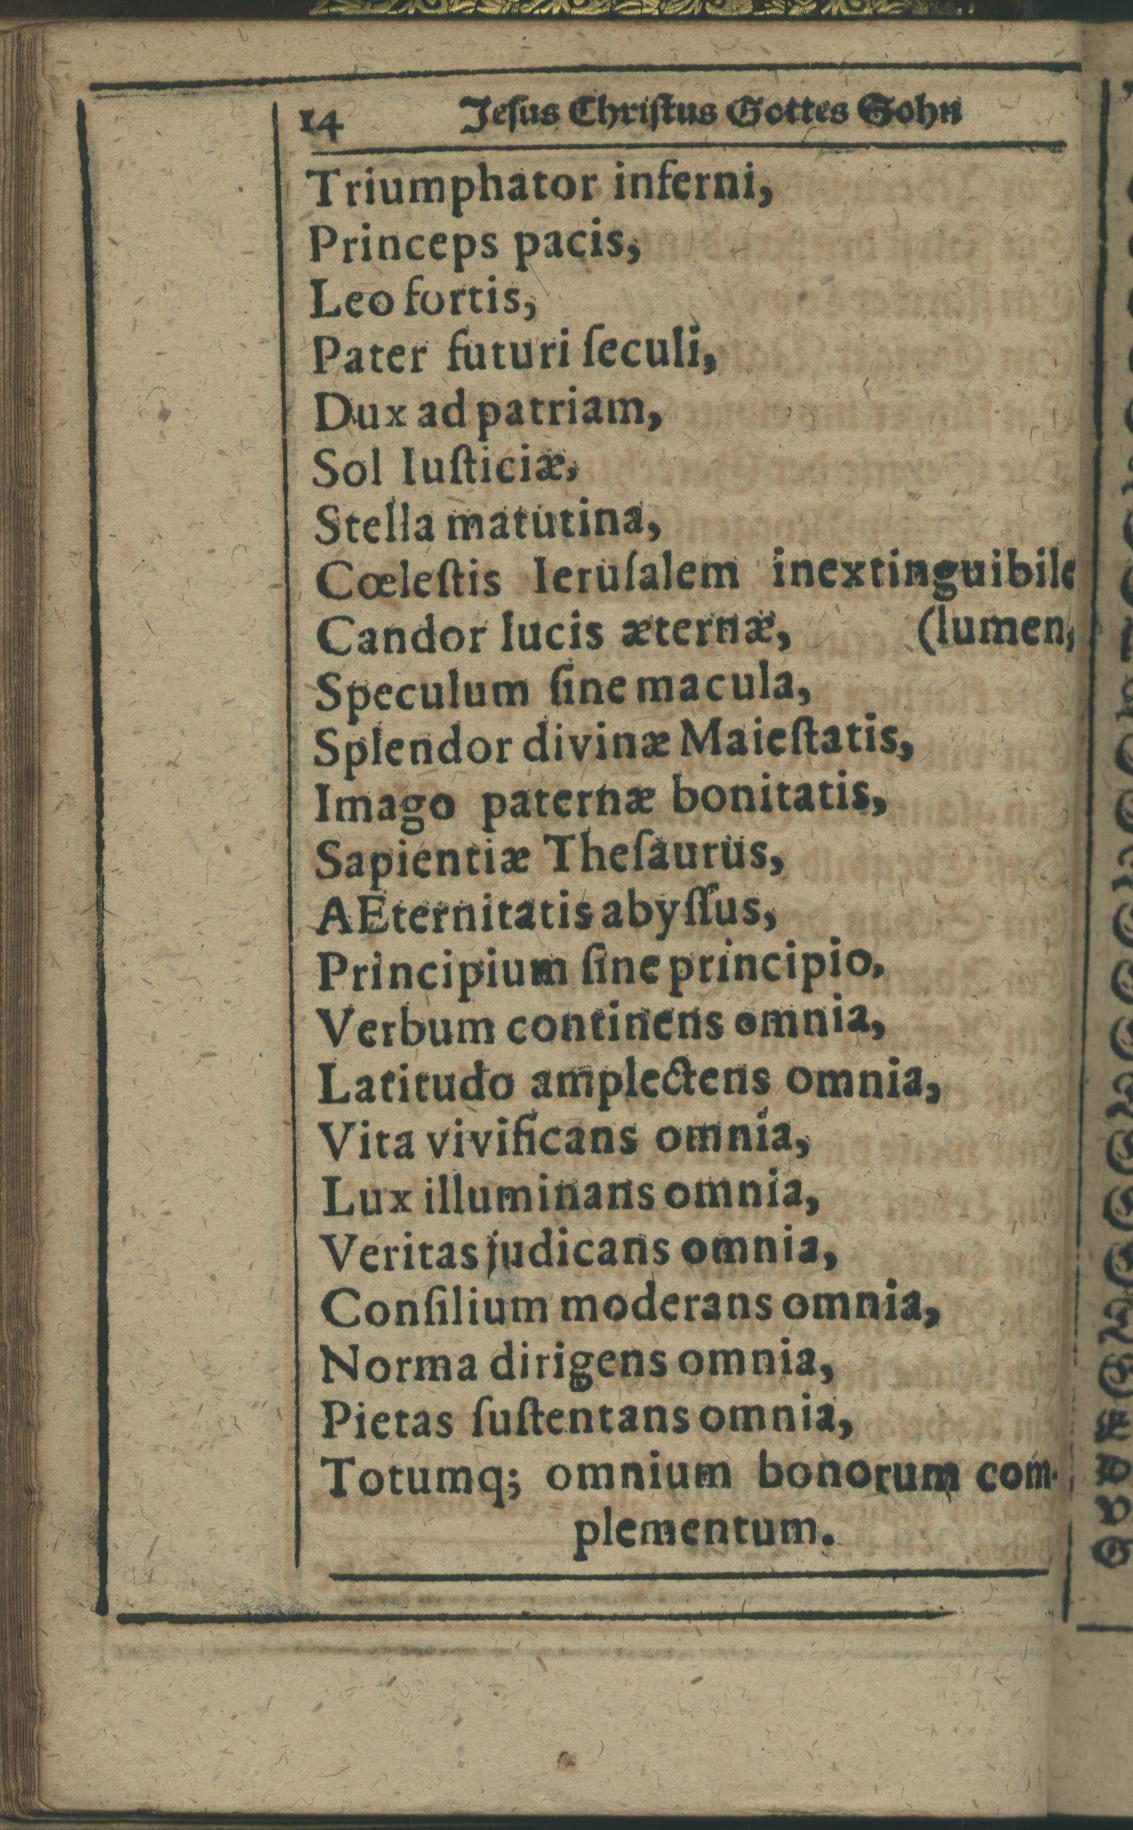 14 Jesus Christus Gottes Sohn
Triumphator inferni,
Princeps pacis,
Leo fortis,
Pater futuri ſeculi,
Dux ad patriam,
Sol Iuſticiæ,
Stella matutina,
Cœleſtis Ieruſalem inextinguibile
Candor lucis æternæ, (lumen,
Speculum ſine macula,
Splendor divinæ Maieſtatis,
Imago paternæ bonitatis,
Sapientiæ Theſaurus,
AEternitatis abyſſus,
Principium ſine principio.
Verbum continens omnia,
Latitudo amplectens omnia,
Vita vivificans omnia,
Lux illuminans omnia,
Veritas judicans omnia,
Conſilium moderans omnia,
Norma dirigens omnia,
Pietas ſuſtentans omnia,
Totumq; omnium bonorum com-
plementum.